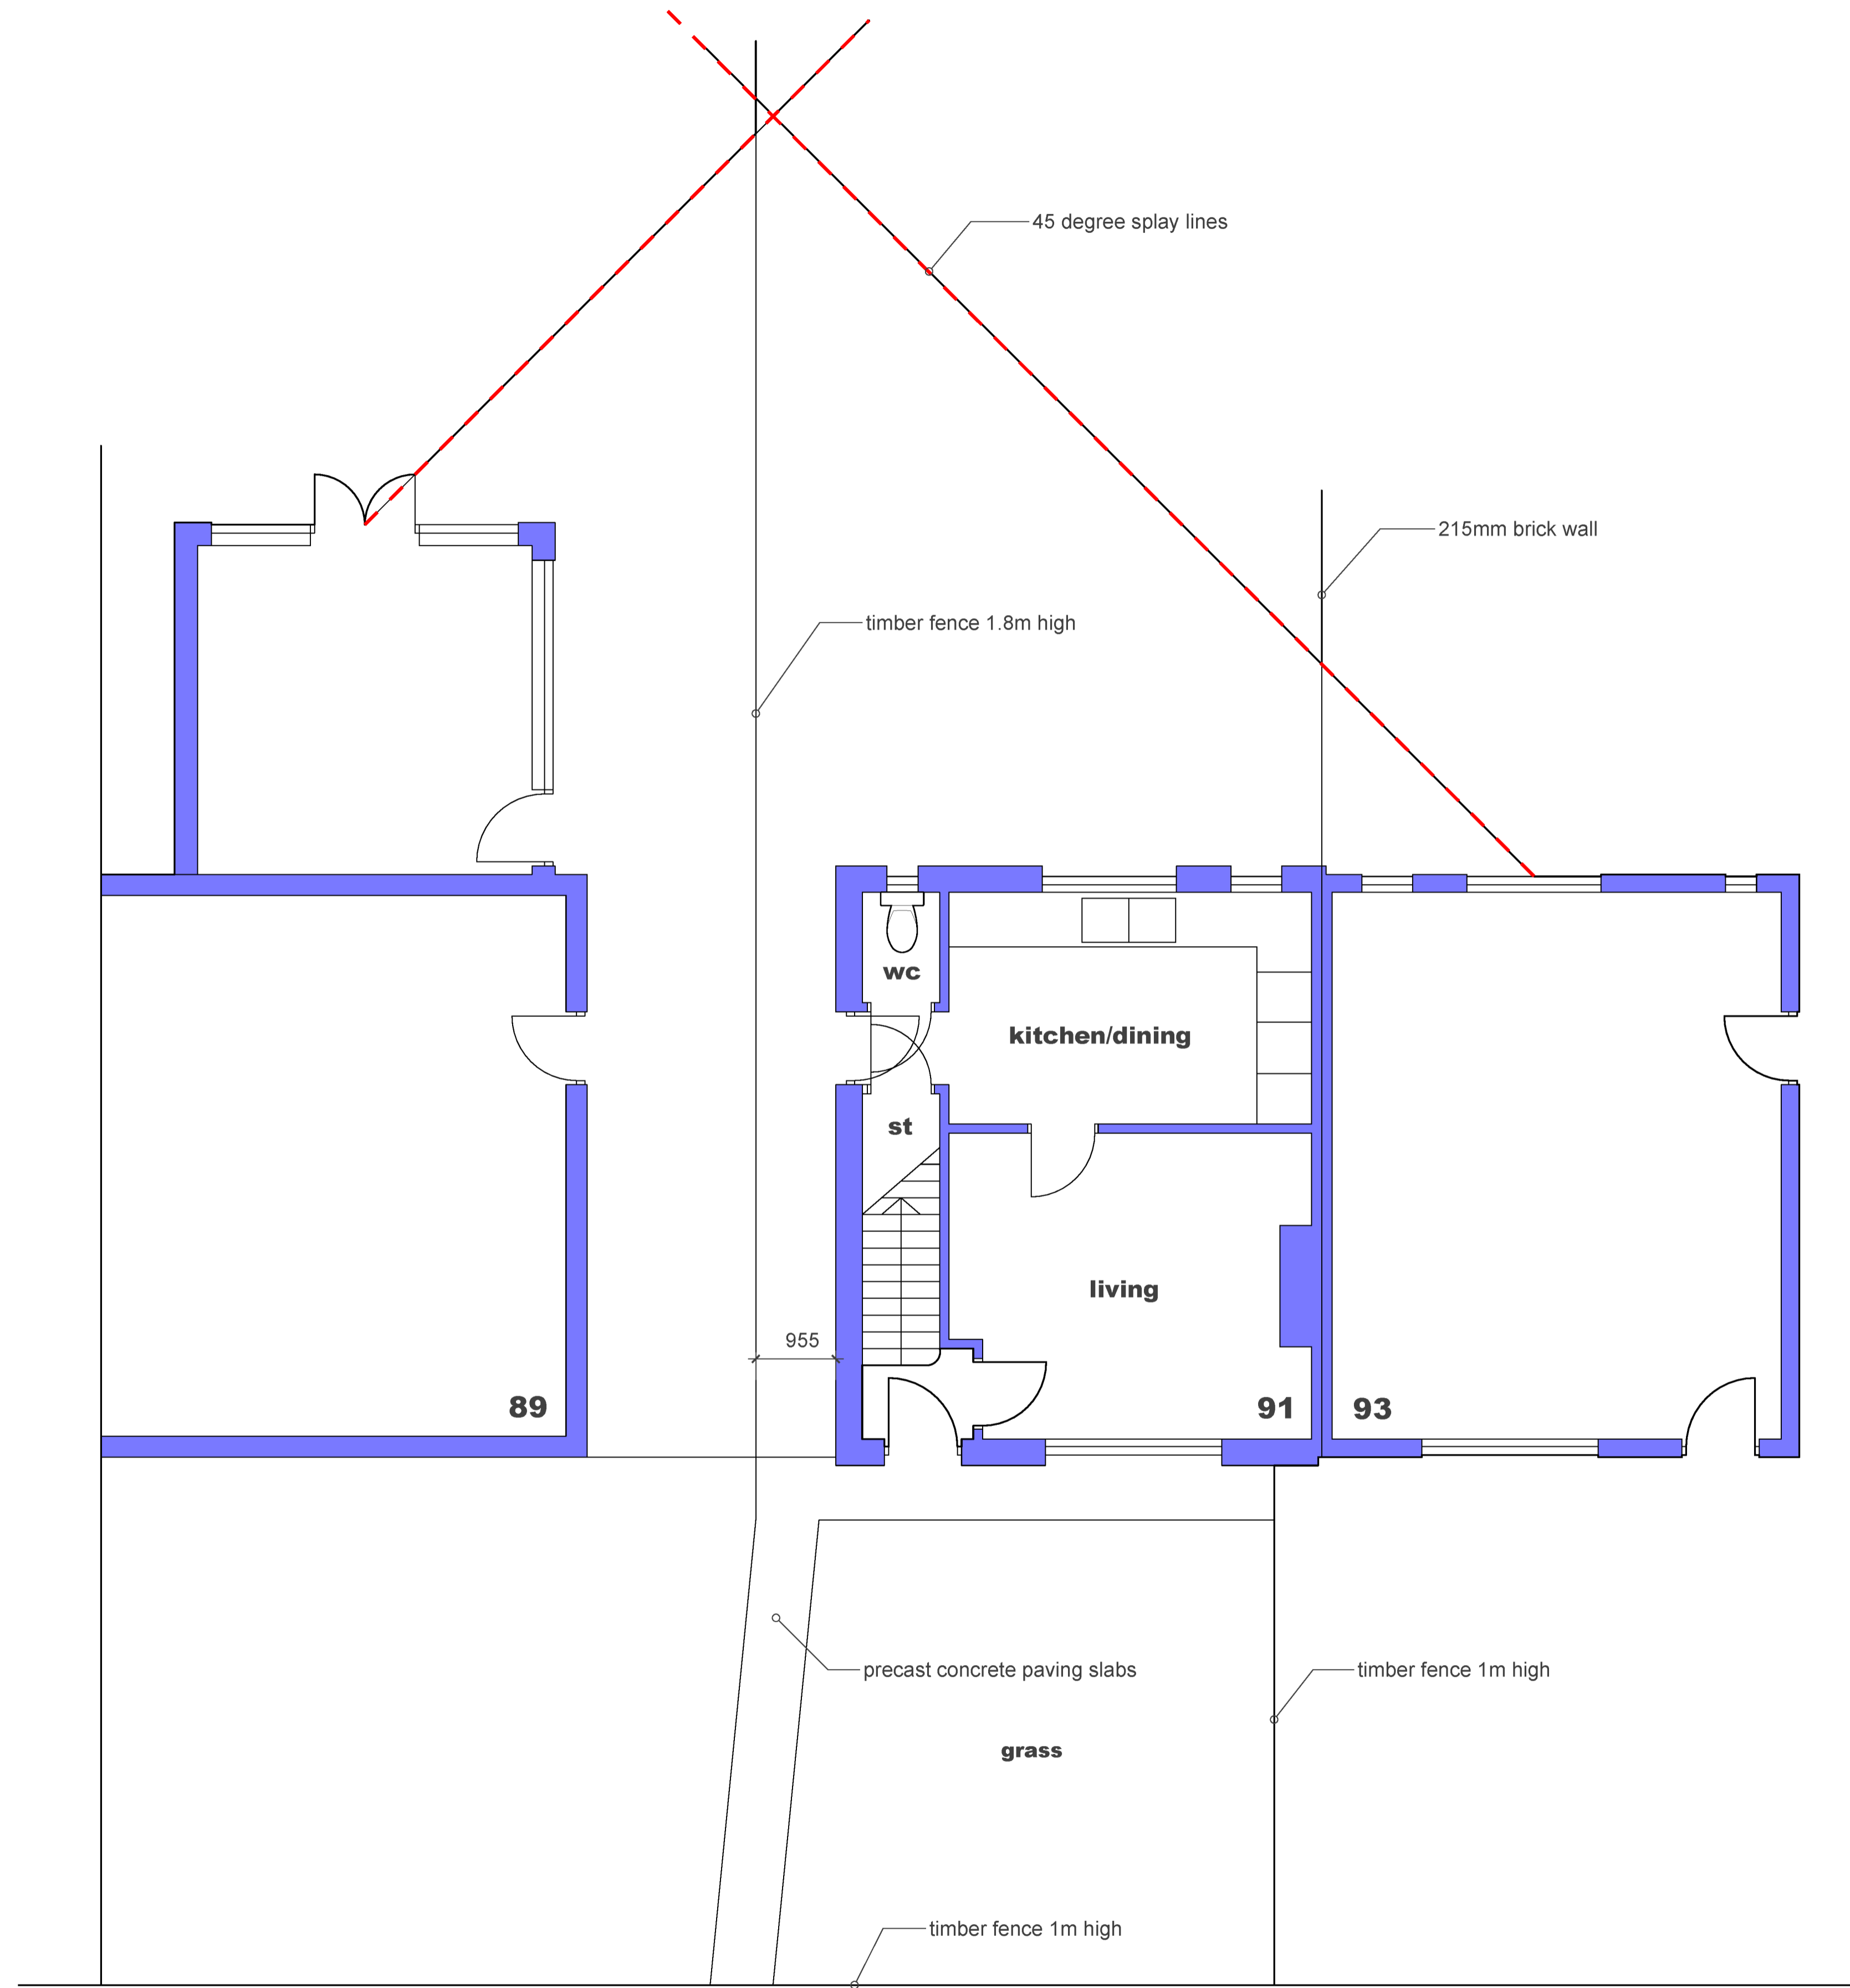 45 degree splay lines
215mm brick wall
timber fence 1.8m high
wc
kitchen/dining
st
living
955
89
91
93
precast concrete paving slabs
timber fence 1m high
grass
timber fence 1m high